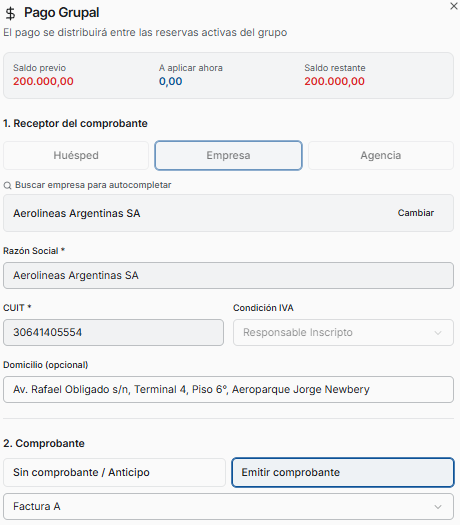 Pago Grupal
El pago se distribuirá entre las reservas activas del grupo
Saldo previo A aplicar ahora Saldo restante
200.000,00 0,00 200.000,00
1. Receptor del comprobante
Huésped Empresa Agencia
Buscar empresa para autocompletar
Aerolineas Argentinas SA Cambiar
Razón Social *
Aerolineas Argentinas SA
CUIT * Condición IVA
30641405554 Responsable Inscripto
Domicilio (opcional)
Av. Rafael Obligado s/n, Terminal 4, Piso 6°, Aeroparque Jorge Newbery
2. Comprobante
Sin comprobante / Anticipo Emitir comprobante
Factura A